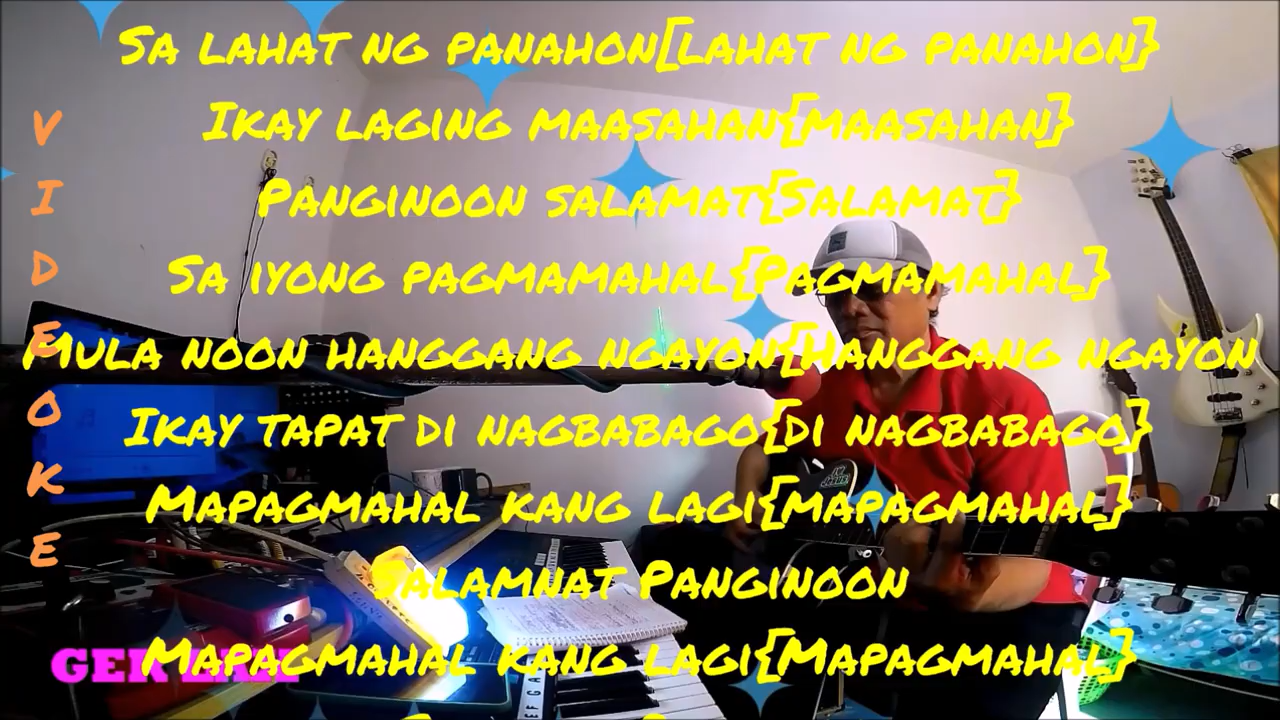 Sa lahat ng panahon[lahat ng panahon}
Ikay laging maasahan{maasahan}
Panginoon salamat{Salamat}
Sa iyong pagmamahal{Pagmamahal}
Mula noon hanggang ngayon{Hanggang ngayon
Ikay tapat di nagbabago{di nagbabago}
Mapagmahal kang lagi{mapagmahal}
Salamnat Panginoon
Mapagmahal kang lagi{Mapagmahal}
VIDEOKE
GER